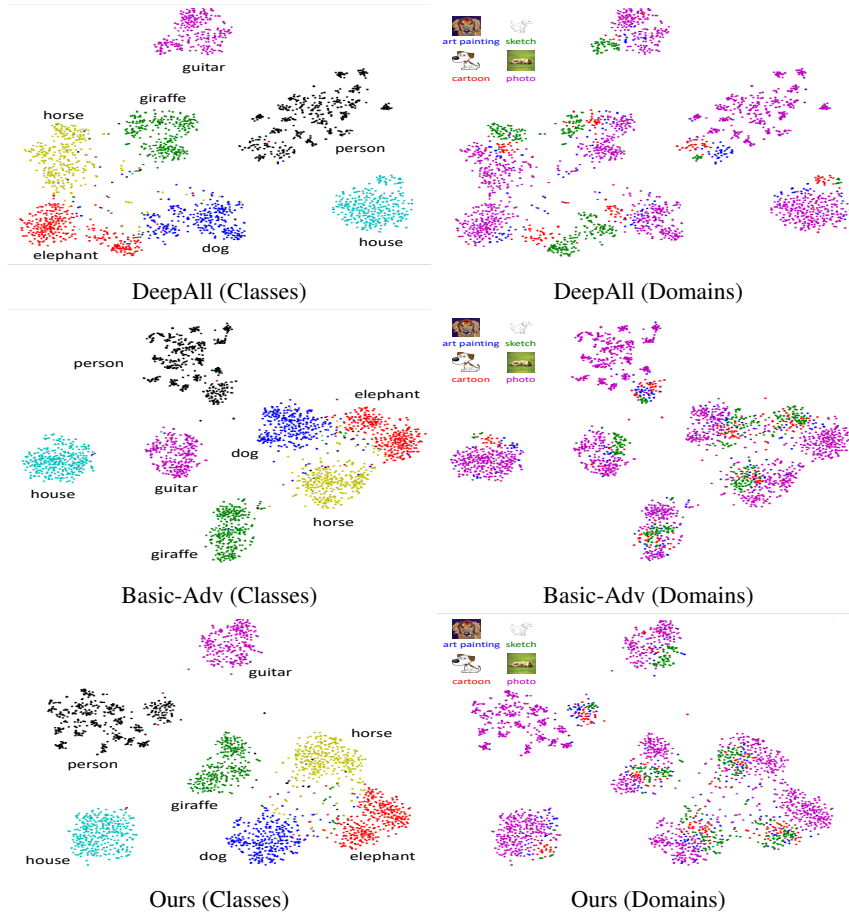 guitar
giraffe
horse
person
elephant
dog
house
DeepAll (Classes)
art painting sketch
cartoon photo
DeepAll (Domains)
person
elephant
dog
house
guitar
horse
giraffe
Basic-Adv (Classes)
art painting sketch
cartoon photo
Basic-Adv (Domains)
guitar
horse
person
giraffe
house
dog
elephant
Ours (Classes)
art painting sketch
cartoon photo
Ours (Domains)